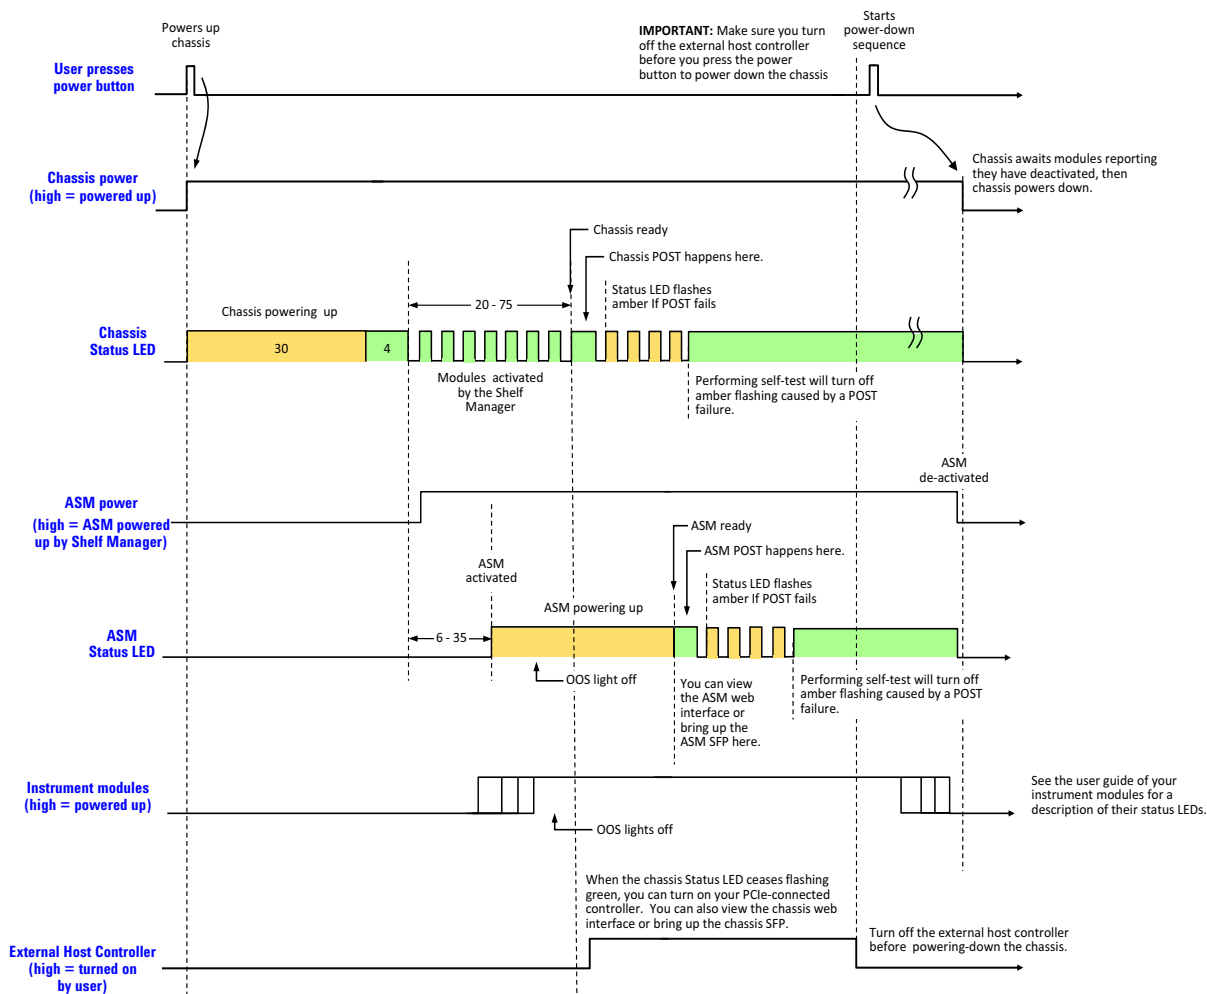 Powers up
chassis
IMPORTANT: Make sure you turn
off the external host controller
before you press the power
button to power down the chassis
Starts
power-down
sequence
User presses
power button
Chassis power
(high = powered up)
Chassis awaits modules reporting
they have deactivated, then
chassis powers down.
Chassis ready
Chassis POST happens here.
Status LED flashes
amber If POST fails
20 - 75
Chassis powering up
Chassis
Status LED
30
4
Modules activated
by the Shelf
Manager
Performing self-test will turn off
amber flashing caused by a POST
failure.
ASM
de-activated
ASM power
(high = ASM powered
up by Shelf Manager)
ASM ready
ASM POST happens here.
ASM
activated
Status LED flashes
amber If POST fails
ASM powering up
ASM
Status LED
6 - 35
OOS light off
You can view
the ASM web
interface or
bring up the
ASM SFP here.
Performing self-test will turn off
amber flashing caused by a POST
failure.
Instrument modules
(high = powered up)
See the user guide of your
instrument modules for a
description of their status LEDs.
OOS lights off
When the chassis Status LED ceases flashing
green, you can turn on your PCIe-connected
controller. You can also view the chassis web
interface or bring up the chassis SFP.
Turn off the external host controller
before powering-down the chassis.
External Host Controller
(high = turned on
by user)